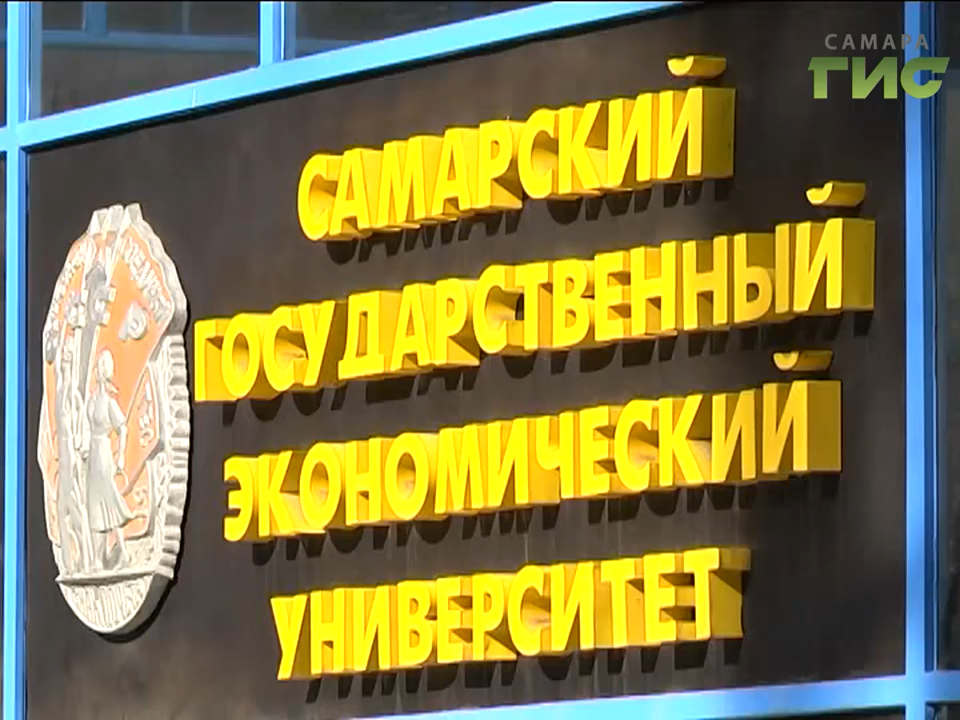 САМАРА
ГИС
САМАРСКИЙ
ГОСУДАРСТВЕННЫЙ
ЭКОНОМИЧЕСКИЙ
УНИВЕРСИТЕТ